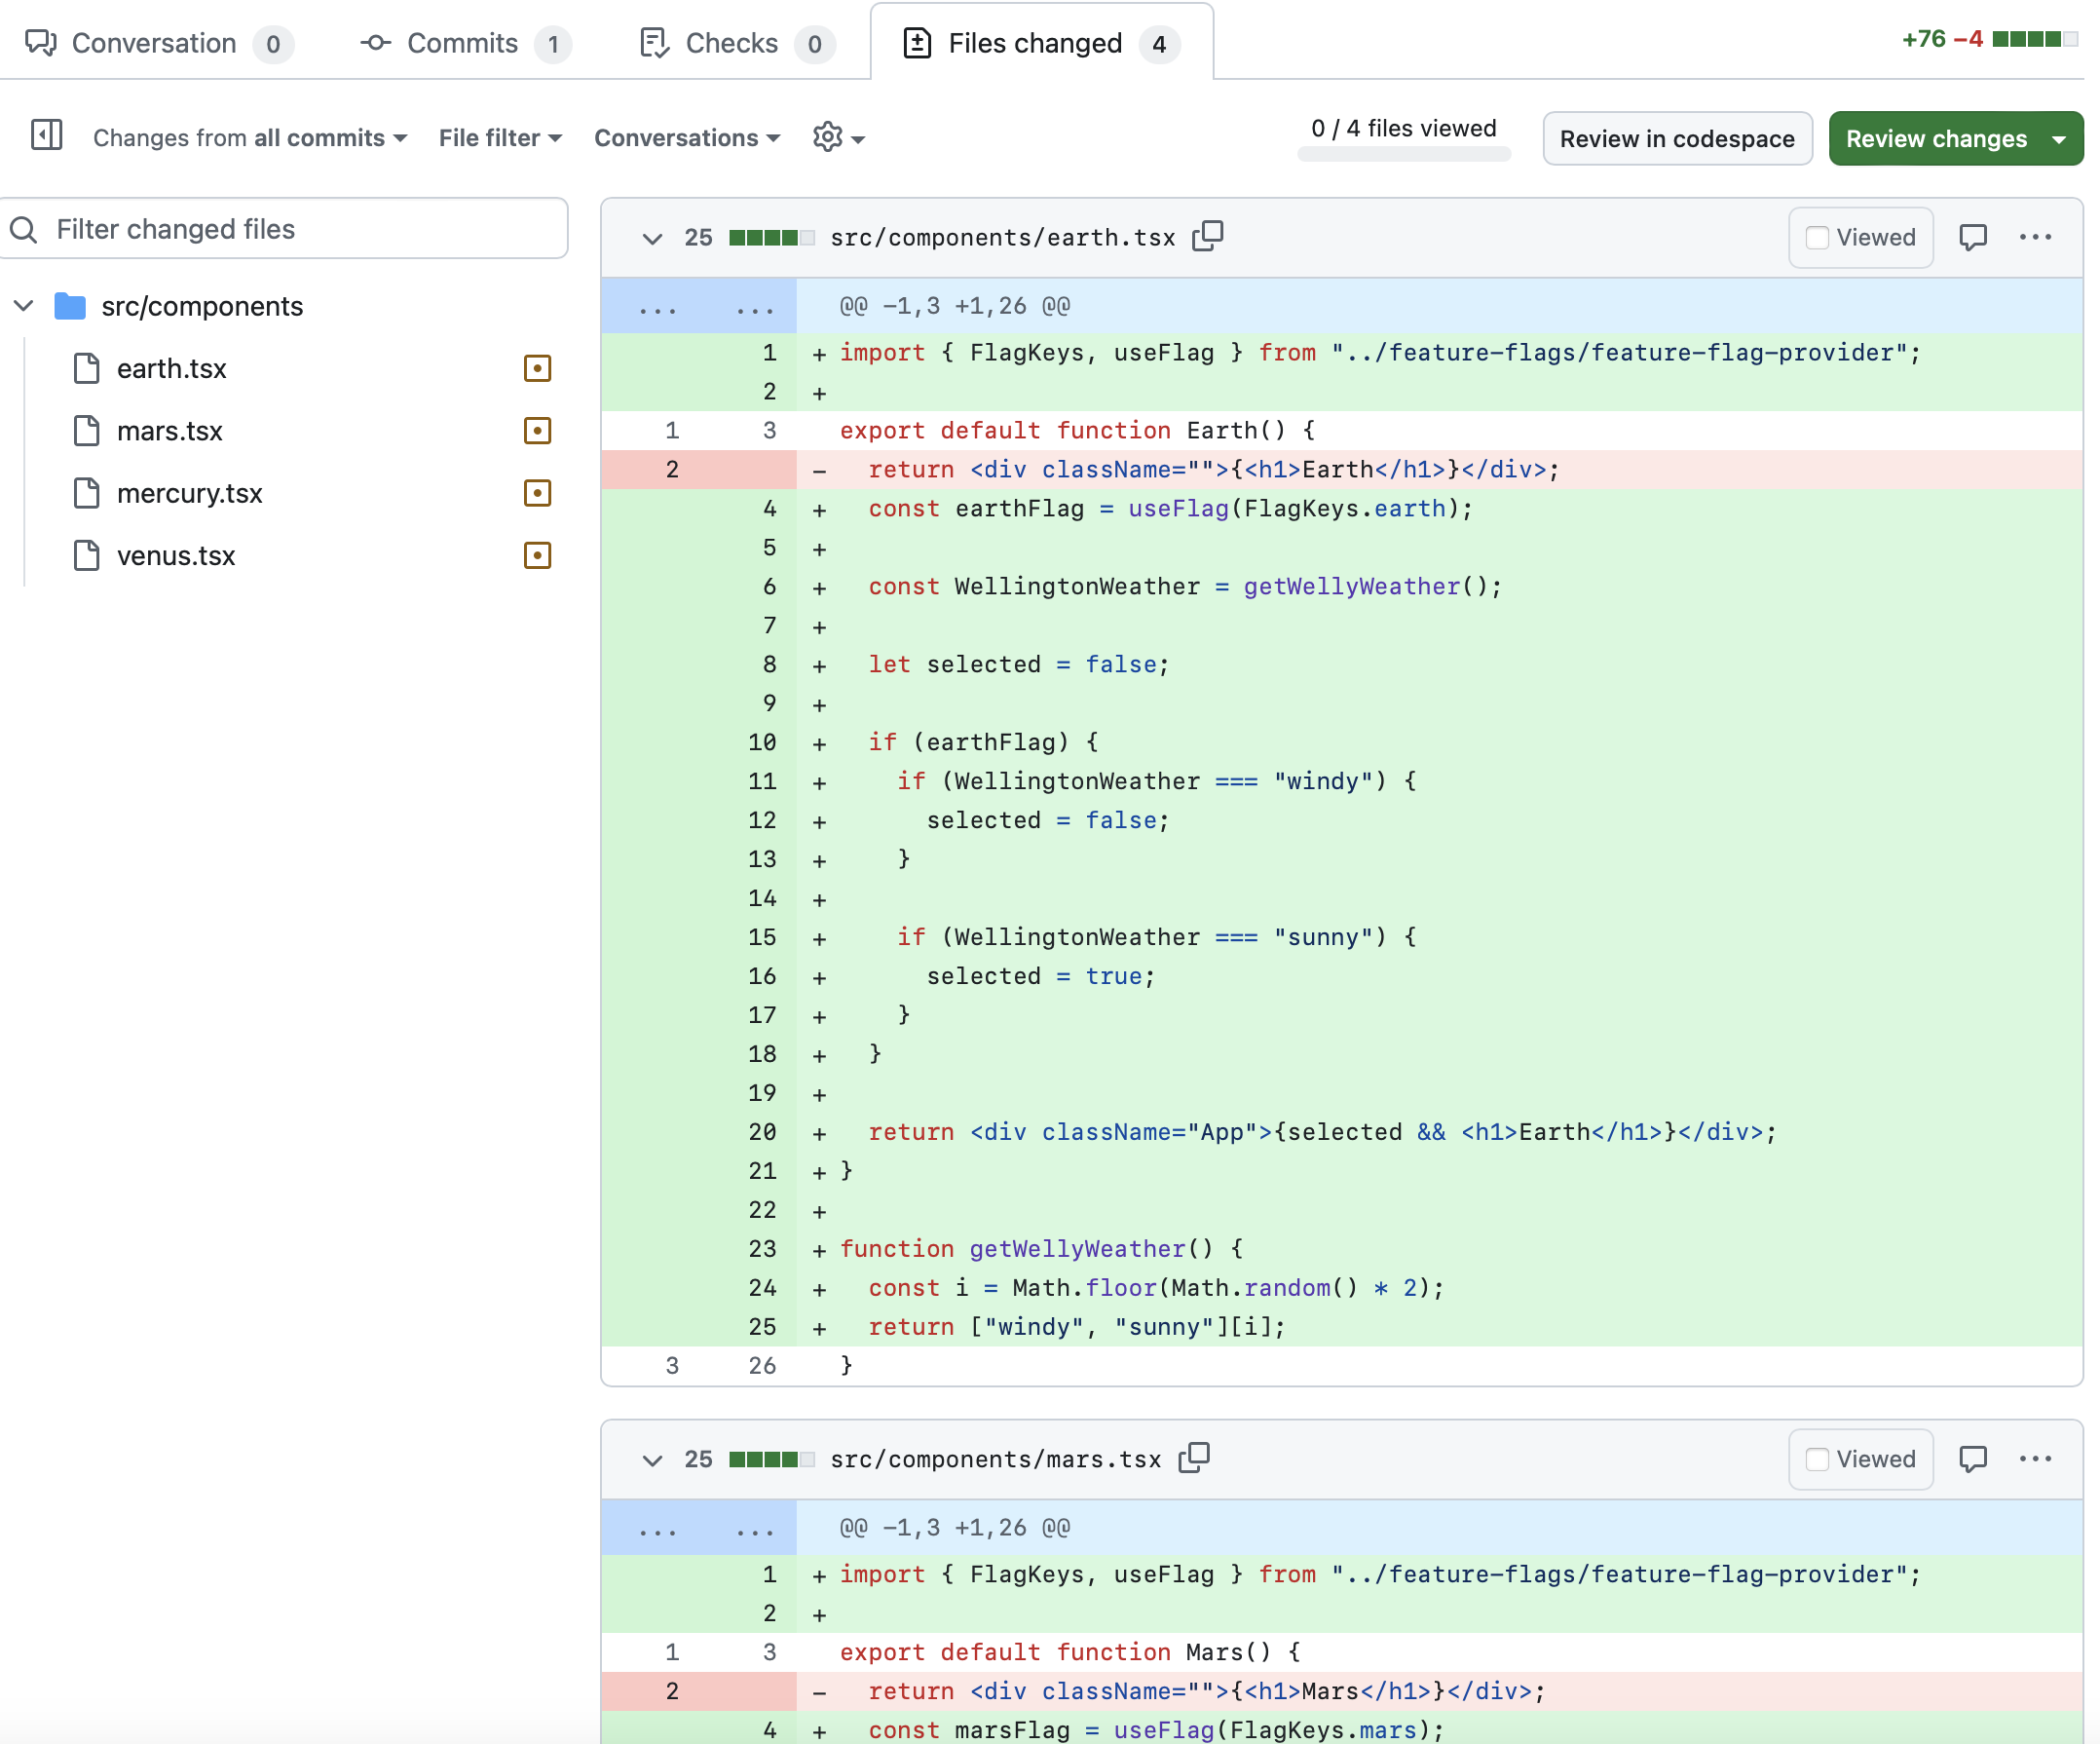 Conversation 0 Commits 1 Checks 0 Files changed 4 +76 −4
Changes from all commits File filter Conversations 0 / 4 files viewed Review in codespace Review changes
Filter changed files
src/components
earth.tsx
mars.tsx
mercury.tsx
venus.tsx
25 src/components/earth.tsx Viewed ...
... ... @@ -1,3 +1,26 @@
1 + import { FlagKeys, useFlag } from "../feature-flags/feature-flag-provider";
2 +
1 3 export default function Earth() {
2 -   return <div className="">{<h1>Earth</h1>}</div>;
4 +   const earthFlag = useFlag(FlagKeys.earth);
5 +
6 +   const WellingtonWeather = getWellyWeather();
7 +
8 +   let selected = false;
9 +
10 +   if (earthFlag) {
11 +     if (WellingtonWeather === "windy") {
12 +       selected = false;
13 +     }
14 +
15 +     if (WellingtonWeather === "sunny") {
16 +       selected = true;
17 +     }
18 +   }
19 +
20 +   return <div className="App">{selected && <h1>Earth</h1>}</div>;
21 + }
22 +
23 + function getWellyWeather() {
24 +   const i = Math.floor(Math.random() * 2);
25 +   return ["windy", "sunny"][i];
3 26 }
25 src/components/mars.tsx Viewed ...
... ... @@ -1,3 +1,26 @@
1 + import { FlagKeys, useFlag } from "../feature-flags/feature-flag-provider";
2 +
1 3 export default function Mars() {
2 -   return <div className="">{<h1>Mars</h1>}</div>;
4 +   const marsFlag = useFlag(FlagKeys.mars);